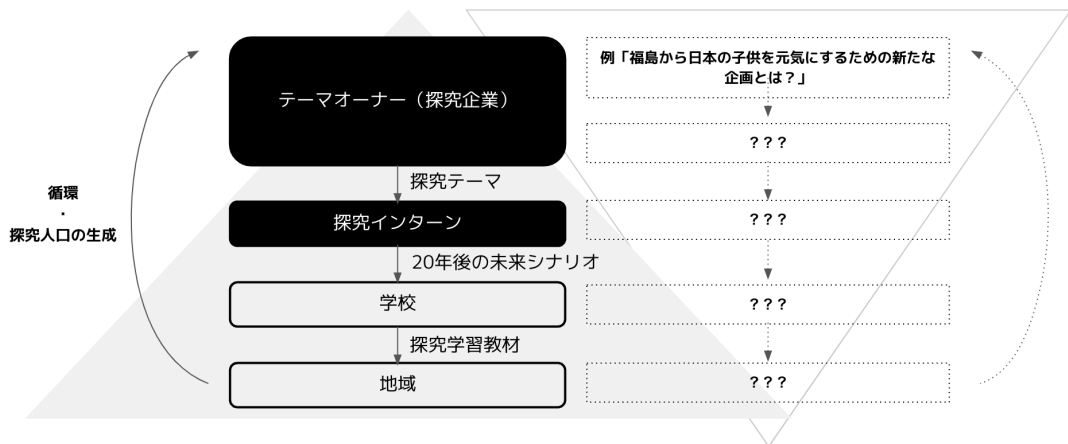 テーマオーナー（探究企業）
探究テーマ
探究インターン
20年後の未来シナリオ
学校
探究学習教材
地域
循環
・
探究人口の生成
例「福島から日本の子供を元気にするための新たな
企画とは？」
？？？
？？？
？？？
？？？